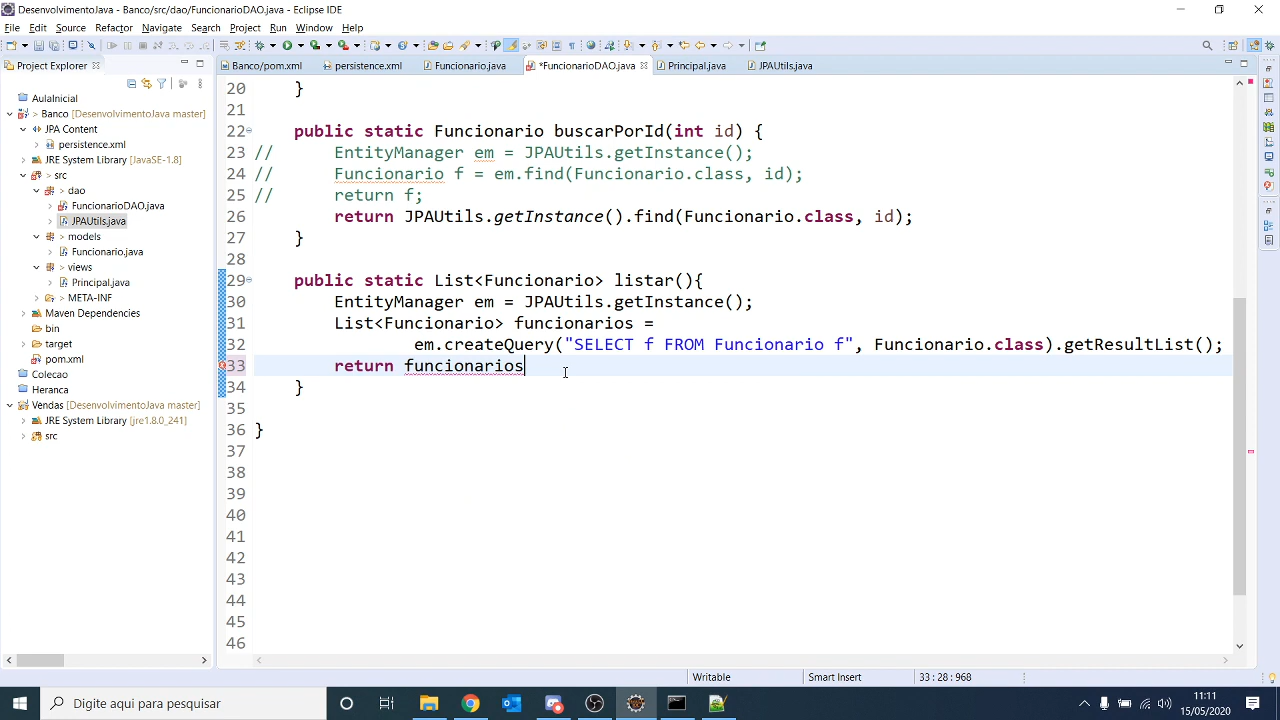 DesenvolvimentoJava - Banco/src/dao/FuncionarioDAO.java - Eclipse IDE
File Edit Source Refactor Navigate Search Project Run Window Help
Project Explorer
Banco/pom.xml persistence.xml Funcionario.java *FuncionarioDAO.java Principal.java JPAUtils.java
AulaInicial
> Banco [DesenvolvimentoJava master]
JPA Content
persistence.xml
JRE System Library [JavaSE-1.8]
> src
> dao
FuncionarioDAO.java
JPAUtils.java
> models
Funcionario.java
> views
Principal.java
> META-INF
Maven Dependencies
bin
> target
pom.xml
Colecao
Heranca
Vendas [DesenvolvimentoJava master]
JRE System Library [jre1.8.0_241]
> src
20 }
21
22 public static Funcionario buscarPorId(int id) {
23 // EntityManager em = JPAUtils.getInstance();
24 // Funcionario f = em.find(Funcionario.class, id);
25 // return f;
26 return JPAUtils.getInstance().find(Funcionario.class, id);
27 }
28
29 public static List<Funcionario> listar(){
30 EntityManager em = JPAUtils.getInstance();
31 List<Funcionario> funcionarios =
32 em.createQuery("SELECT f FROM Funcionario f", Funcionario.class).getResultList();
33 return funcionarios
34 }
35
36 }
37
38
39
40
41
42
43
44
45
46
Writable Smart Insert 33 : 28 : 968
Digite aqui para pesquisar
11:11
15/05/2020